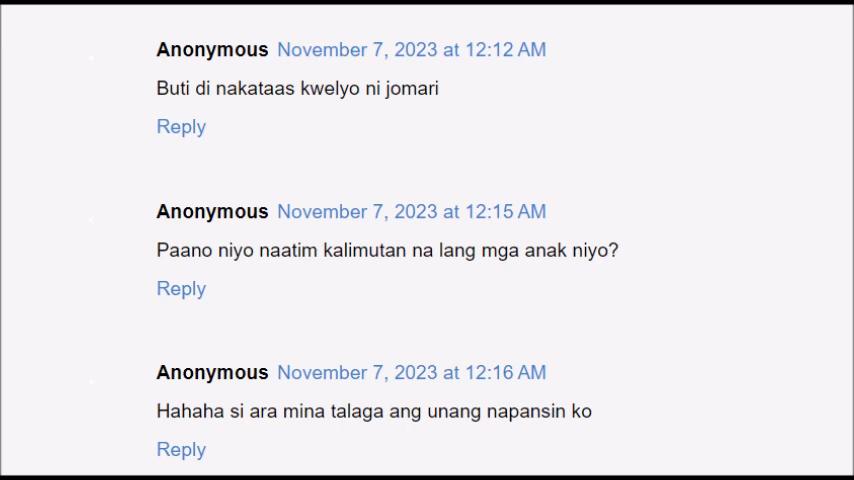 Anonymous November 7, 2023 at 12:12 AM
Buti di nakataas kwelyo ni jomari
Reply
Anonymous November 7, 2023 at 12:15 AM
Paano niyo naatim kalimutan na lang mga anak niyo?
Reply
Anonymous November 7, 2023 at 12:16 AM
Hahaha si ara mina talaga ang unang napansin ko
Reply